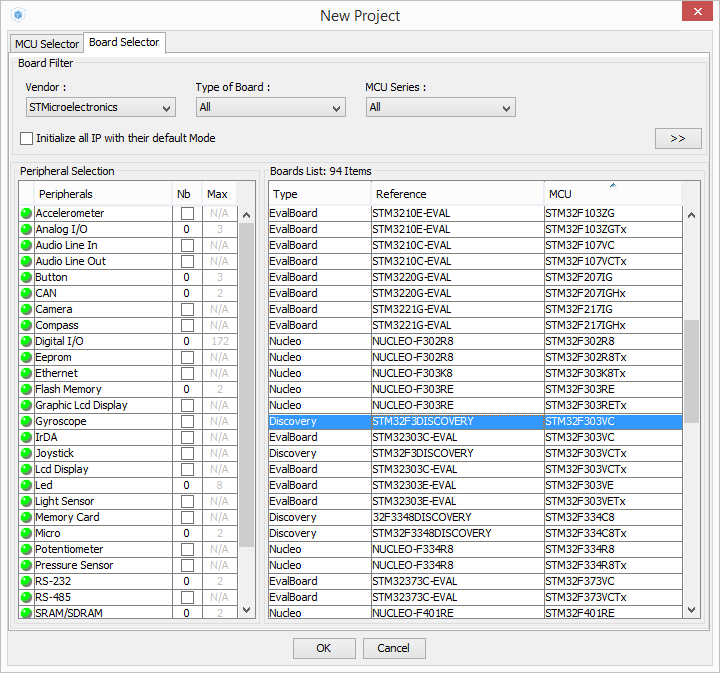 New Project
MCU Selector Board Selector
Board Filter
Vendor : Type of Board : MCU Series :
STMicroelectronics All All
Initialize all IP with their default Mode >>
Peripheral Selection Boards List: 94 Items
Peripherals Nb Max Type Reference MCU
Accelerometer N/A EvalBoard STM3210E-EVAL STM32F103ZG
Analog I/O 0 3 EvalBoard STM3210E-EVAL STM32F103ZGTx
Audio Line In N/A EvalBoard STM3210C-EVAL STM32F107VC
Audio Line Out N/A EvalBoard STM3210C-EVAL STM32F107VCTx
Button 0 3 EvalBoard STM3220G-EVAL STM32F207IG
CAN 0 2 EvalBoard STM3220G-EVAL STM32F207IGHx
Camera N/A EvalBoard STM3221G-EVAL STM32F217IG
Compass N/A EvalBoard STM3221G-EVAL STM32F217IGHx
Digital I/O 0 172 Nucleo NUCLEO-F302R8 STM32F302R8
Eeprom N/A Nucleo NUCLEO-F302R8 STM32F302R8Tx
Ethernet N/A Nucleo NUCLEO-F303K8 STM32F303K8Tx
Flash Memory 0 2 Nucleo NUCLEO-F303RE STM32F303RE
Graphic Lcd Display N/A Nucleo NUCLEO-F303RE STM32F303RETx
Gyroscope N/A Discovery STM32F3DISCOVERY STM32F303VC
IrDA N/A EvalBoard STM32303C-EVAL STM32F303VC
Joystick N/A Discovery STM32F3DISCOVERY STM32F303VCTx
Lcd Display N/A EvalBoard STM32303C-EVAL STM32F303VCTx
Led 0 8 EvalBoard STM32303E-EVAL STM32F303VE
Light Sensor N/A EvalBoard STM32303E-EVAL STM32F303VETx
Memory Card N/A Discovery 32F3348DISCOVERY STM32F334C8
Micro 0 2 Discovery STM32F3348DISCOVERY STM32F334C8Tx
Potentiometer N/A Nucleo NUCLEO-F334R8 STM32F334R8
Pressure Sensor N/A Nucleo NUCLEO-F334R8 STM32F334R8Tx
RS-232 0 2 EvalBoard STM32373C-EVAL STM32F373VC
RS-485 N/A EvalBoard STM32373C-EVAL STM32F373VCTx
SRAM/SDRAM 0 2 Nucleo NUCLEO-F401RE STM32F401RE
OK Cancel